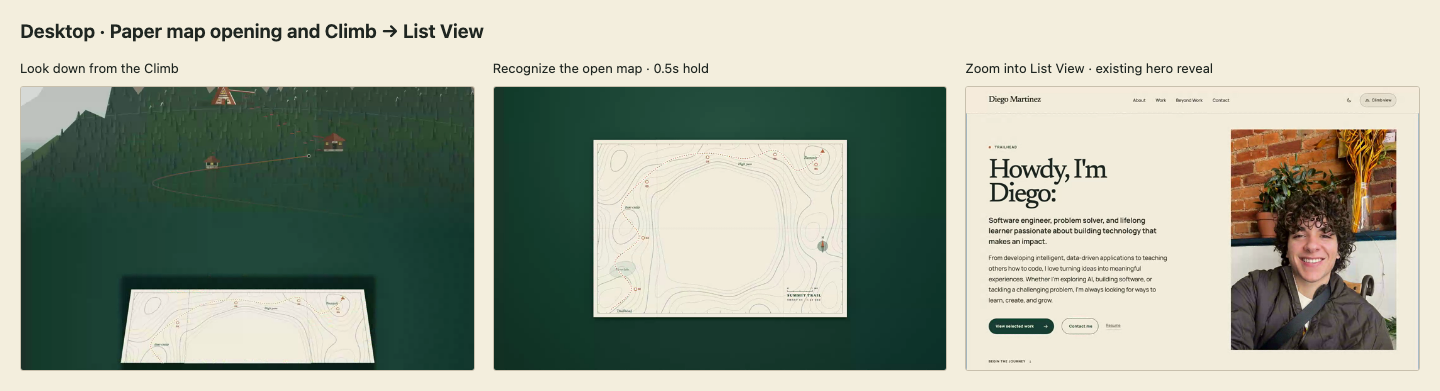 Desktop · Paper map opening and Climb → List View
Look down from the Climb
Recognize the open map · 0.5s hold
Zoom into List View · existing hero reveal
SUMMIT TRAIL
Diego Martinez
About Work Beyond Work Contact
Climb view
TRAILHEAD
Howdy, I'm
Diego:
Software engineer, problem solver, and lifelong
learner passionate about building technology that
makes an impact.
From developing intelligent, data-driven applications to teaching
others how to code, I love turning ideas into meaningful
experiences. Whether I'm exploring AI, building software, or
tackling a challenging problem, I'm always looking for ways to
learn, create, and grow.
View selected work →
Contact me
Résumé
BEGIN THE JOURNEY ↓